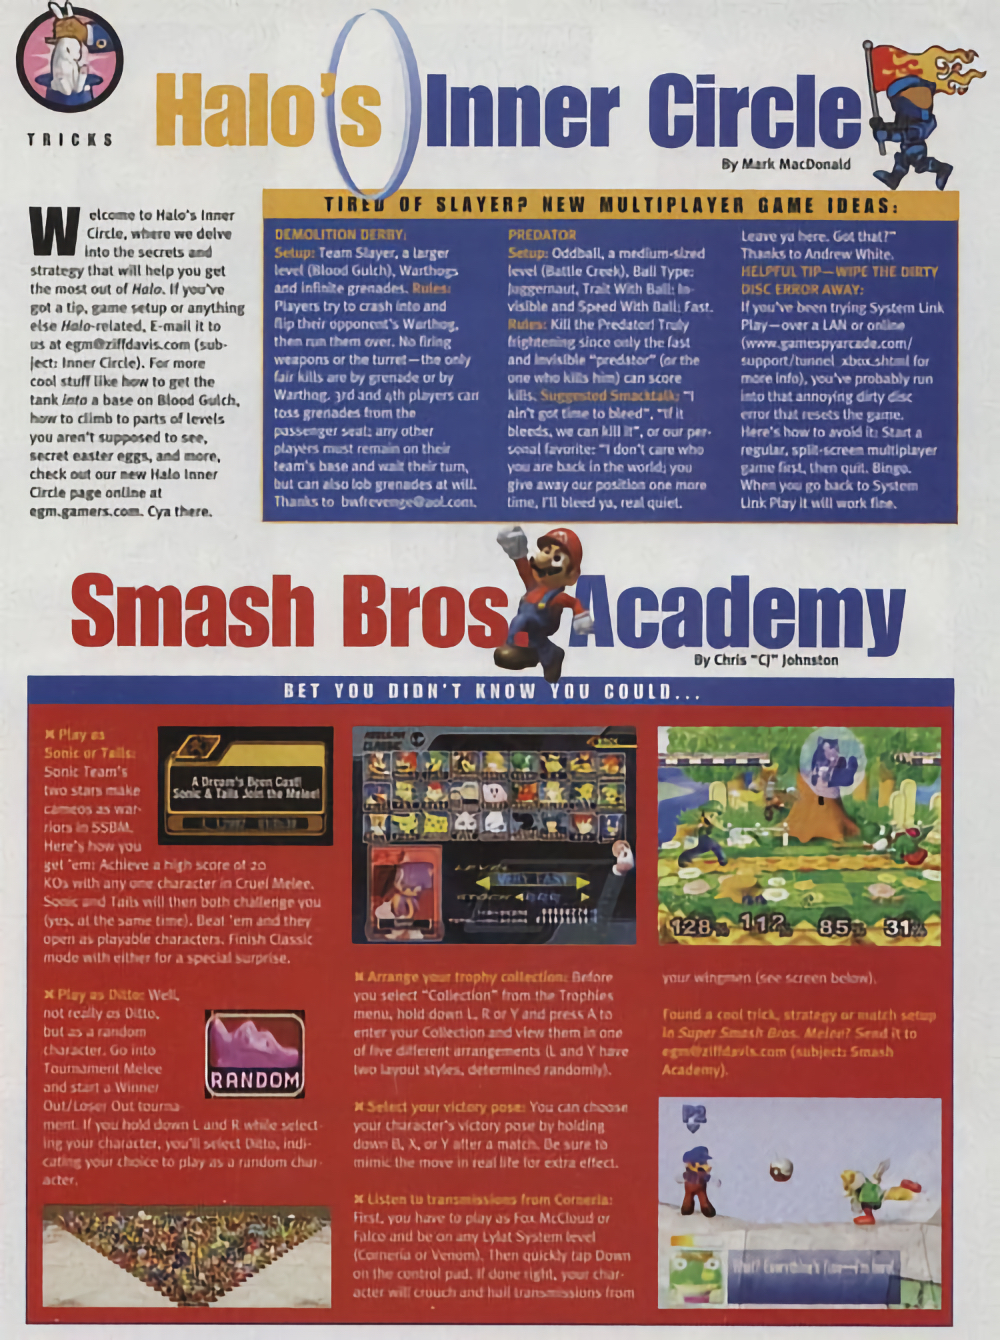 TRICKS
Halo's Inner Circle
By Mark MacDonald
Welcome to Halo's Inner
Circle, where we delve
into the secrets and
strategy that will help you get
the most out of Halo. If you've
got a tip, game setup or anything
else Halo-related, E-mail it to
us at egm@ziffdavis.com (sub-
ject: Inner Circle). For more
cool stuff like how to get the
tank into a base on Blood Gulch,
how to climb to parts of levels
you aren't supposed to see,
secret easter eggs, and more,
check out our new Halo Inner
Circle page online at
egm.gamers.com. Cya there.
TIRED OF SLAYER? NEW MULTIPLAYER GAME IDEAS:
DEMOLITION DERBY:
Setup: Team Slayer, a larger
level (Blood Gulch), Warthogs
and infinite grenades. Rules:
Players try to crash into and
flip their opponent's Warthog,
then run them over. No firing
weapons or the turret—the only
fair kills are by grenade or by
Warthog. 3rd and 4th players can
toss grenades from the
passenger seat; any other
players must remain on their
team's base and wait their turn,
but can also lob grenades at will.
Thanks to bwfrevenge@aol.com.
PREDATOR
Setup: Oddball, a medium-sized
level (Battle Creek), Ball Type:
Juggernaut, Trait With Ball: In-
visible and Speed With Ball: Fast.
Rules: Kill the Predator! Truly
frightening since only the fast
and invisible "predator" (or the
one who kills him) can score
kills. Suggested Smacktalk: "I
ain't got time to bleed", "If it
bleeds, we can kill it", or our per-
sonal favorite: "I don't care who
you are back in the world; you
give away our position one more
time, I'll bleed ya, real quiet.
Leave ya here. Got that?"
Thanks to Andrew White.
HELPFUL TIP—WIPE THE DIRTY
DISC ERROR AWAY:
If you've been trying System Link
Play—over a LAN or online
(www.gamespyarcade.com/
support/tunnel_xbox.shtml for
more info), you've probably run
into that annoying dirty disc
error that resets the game.
Here's how to avoid it: Start a
regular, split-screen multiplayer
game first, then quit. Bingo.
When you go back to System
Link Play it will work fine.
Smash Bros. Academy
By Chris "CJ" Johnston
BET YOU DIDN'T KNOW YOU COULD...
✖ Play as
Sonic or Tails:
Sonic Team's
two stars make
cameos as war-
riors in SSBM.
Here's how you
get 'em: Achieve a high score of 20
KOs with any one character in Cruel Melee.
Sonic and Tails will then both challenge you
(yes, at the same time). Beat 'em and they
open as playable characters. Finish Classic
mode with either for a special surprise.
A Dream's Been Cast!
Sonic & Tails Join the Melee!
✖ Play as Ditto: Well,
not really as Ditto,
but as a random
character. Go into
Tournament Melee
and start a Winner
Out/Loser Out tourna-
ment. If you hold down L and R while select-
ing your character, you'll select Ditto, indi-
cating your choice to play as a random char-
acter.
RANDOM
REGULAR
CLASSIC
BACK
LEVEL
VERY EASY
STOCK
✖ Arrange your trophy collection: Before
you select "Collection" from the Trophies
menu, hold down L, R or Y and press A to
enter your Collection and view them in one
of five different arrangements (L and Y have
two layout styles, determined randomly).
✖ Select your victory pose: You can choose
your character's victory pose by holding
down B, X, or Y after a match. Be sure to
mimic the move in real life for extra effect.
✖ Listen to transmissions from Corneria:
First, you have to play as Fox McCloud or
Falco and be on any Lylat System level
(Corneria or Venom). Then quickly tap Down
on the control pad. If done right, your char-
acter will crouch and hail transmissions from
128% 112% 85% 31%
your wingmen (see screen below).
Found a cool trick, strategy or match setup
in Super Smash Bros. Melee? Send it to
egm@ziffdavis.com (subject: Smash
Academy).
P2